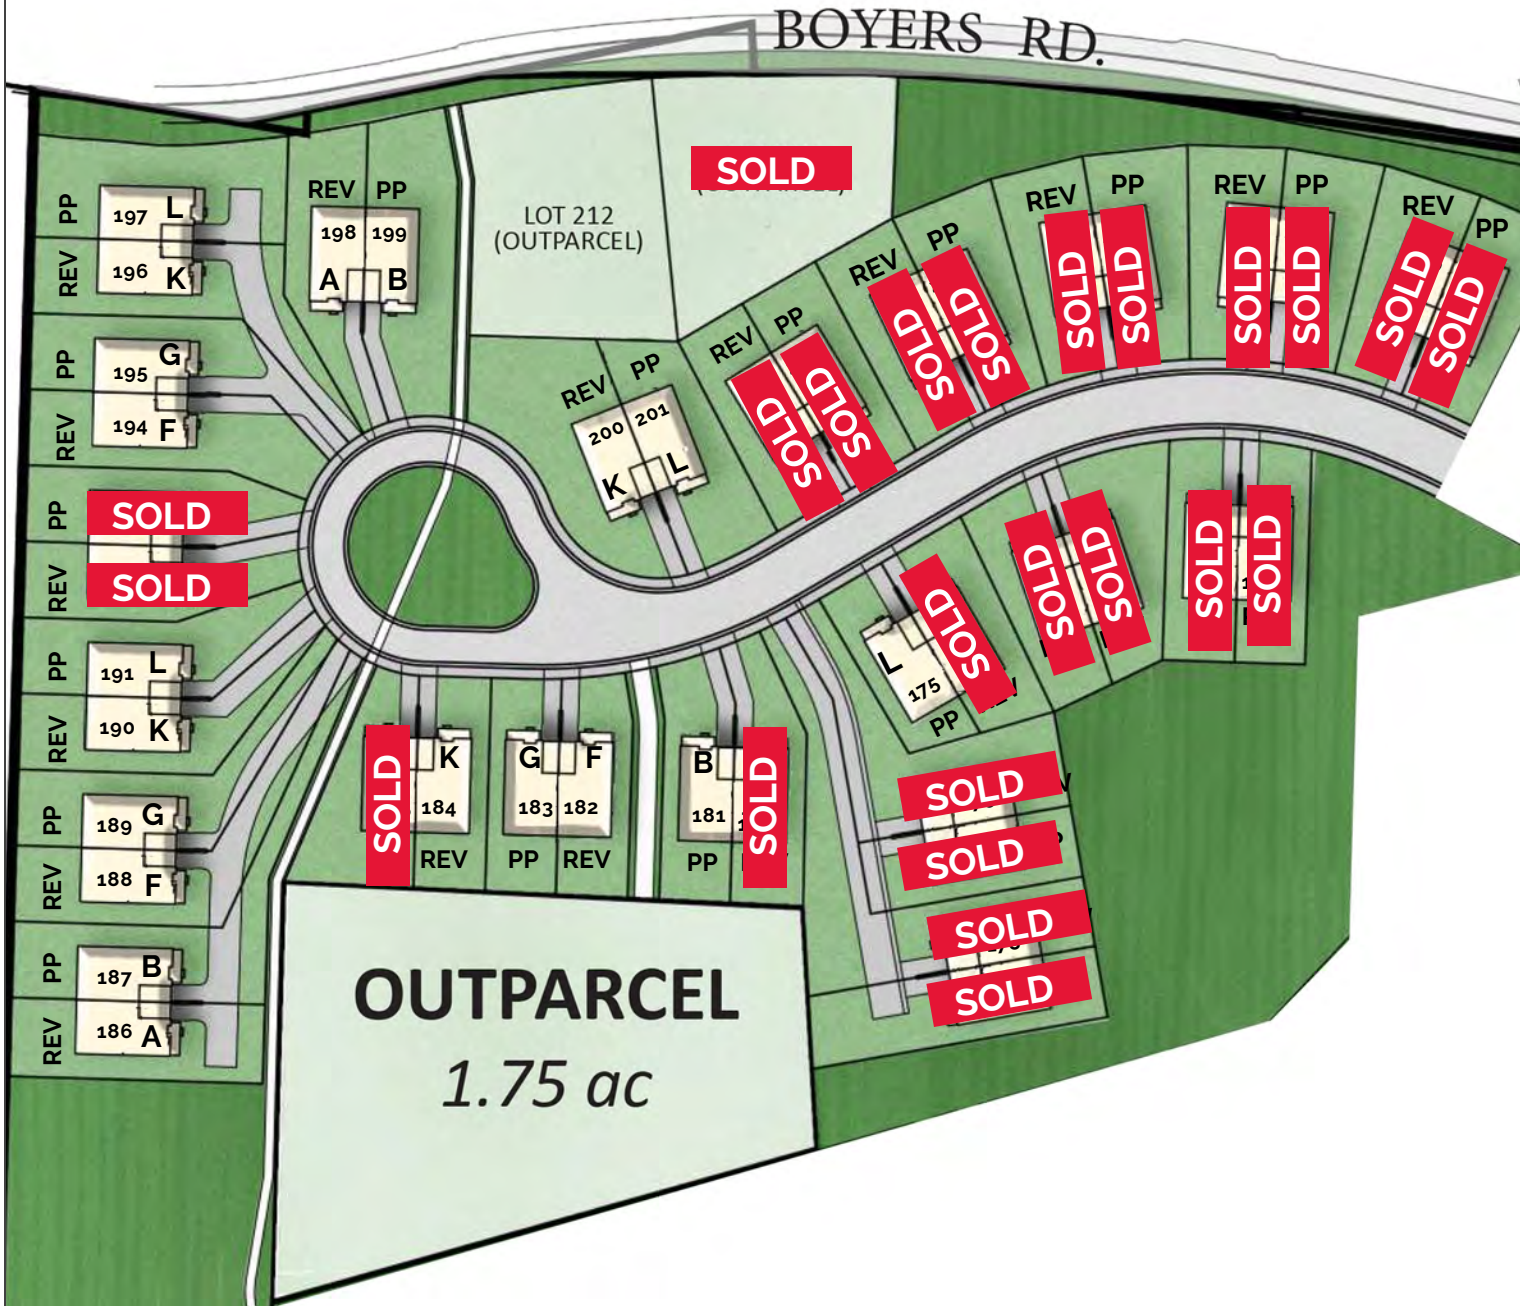 BOYERS RD.
SOLD
LOT 212
(OUTPARCEL)
PP
197 L
REV
196 K
REV PP
198 199
A B
PP
195 G
REV
194 F
PP
SOLD
REV
SOLD
PP
191 L
REV
190 K
PP
189 G
REV
188 F
PP
187 B
REV
186 A
REV PP
200 201
K L
REV PP
SOLD SOLD
REV PP
SOLD SOLD
REV PP
SOLD SOLD
REV PP
SOLD SOLD
REV PP
SOLD SOLD
SOLD
K
184
REV
G F
183 182
PP REV
B
181
PP
SOLD
L
175
PP
SOLD
SOLD SOLD
SOLD SOLD
SOLD
SOLD
SOLD
SOLD
OUTPARCEL
1.75 ac